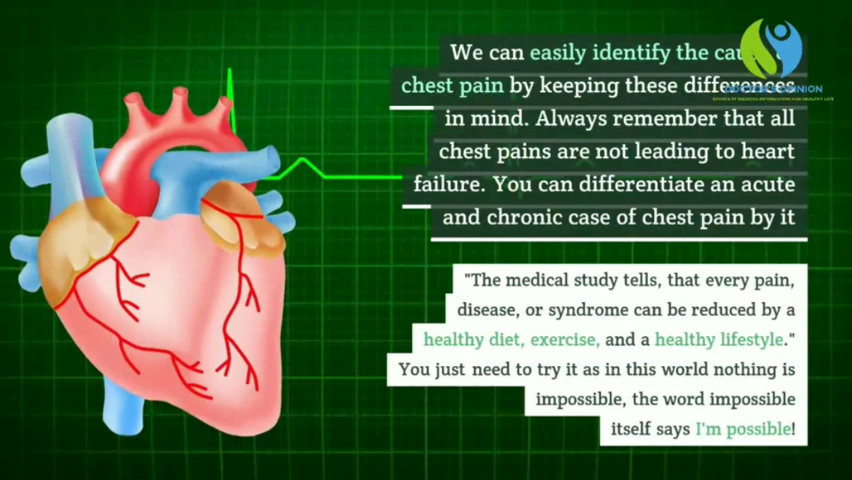 We can easily identify the
chest pain by keeping these differences
in mind. Always remember that all
chest pains are not leading to heart
failure. You can differentiate an acute
and chronic case of chest pain by it
"The medical study tells, that every pain,
disease, or syndrome can be reduced by a
healthy diet, exercise, and a healthy lifestyle."
You just need to try it as in this world nothing is
impossible, the word impossible
itself says I'm possible!